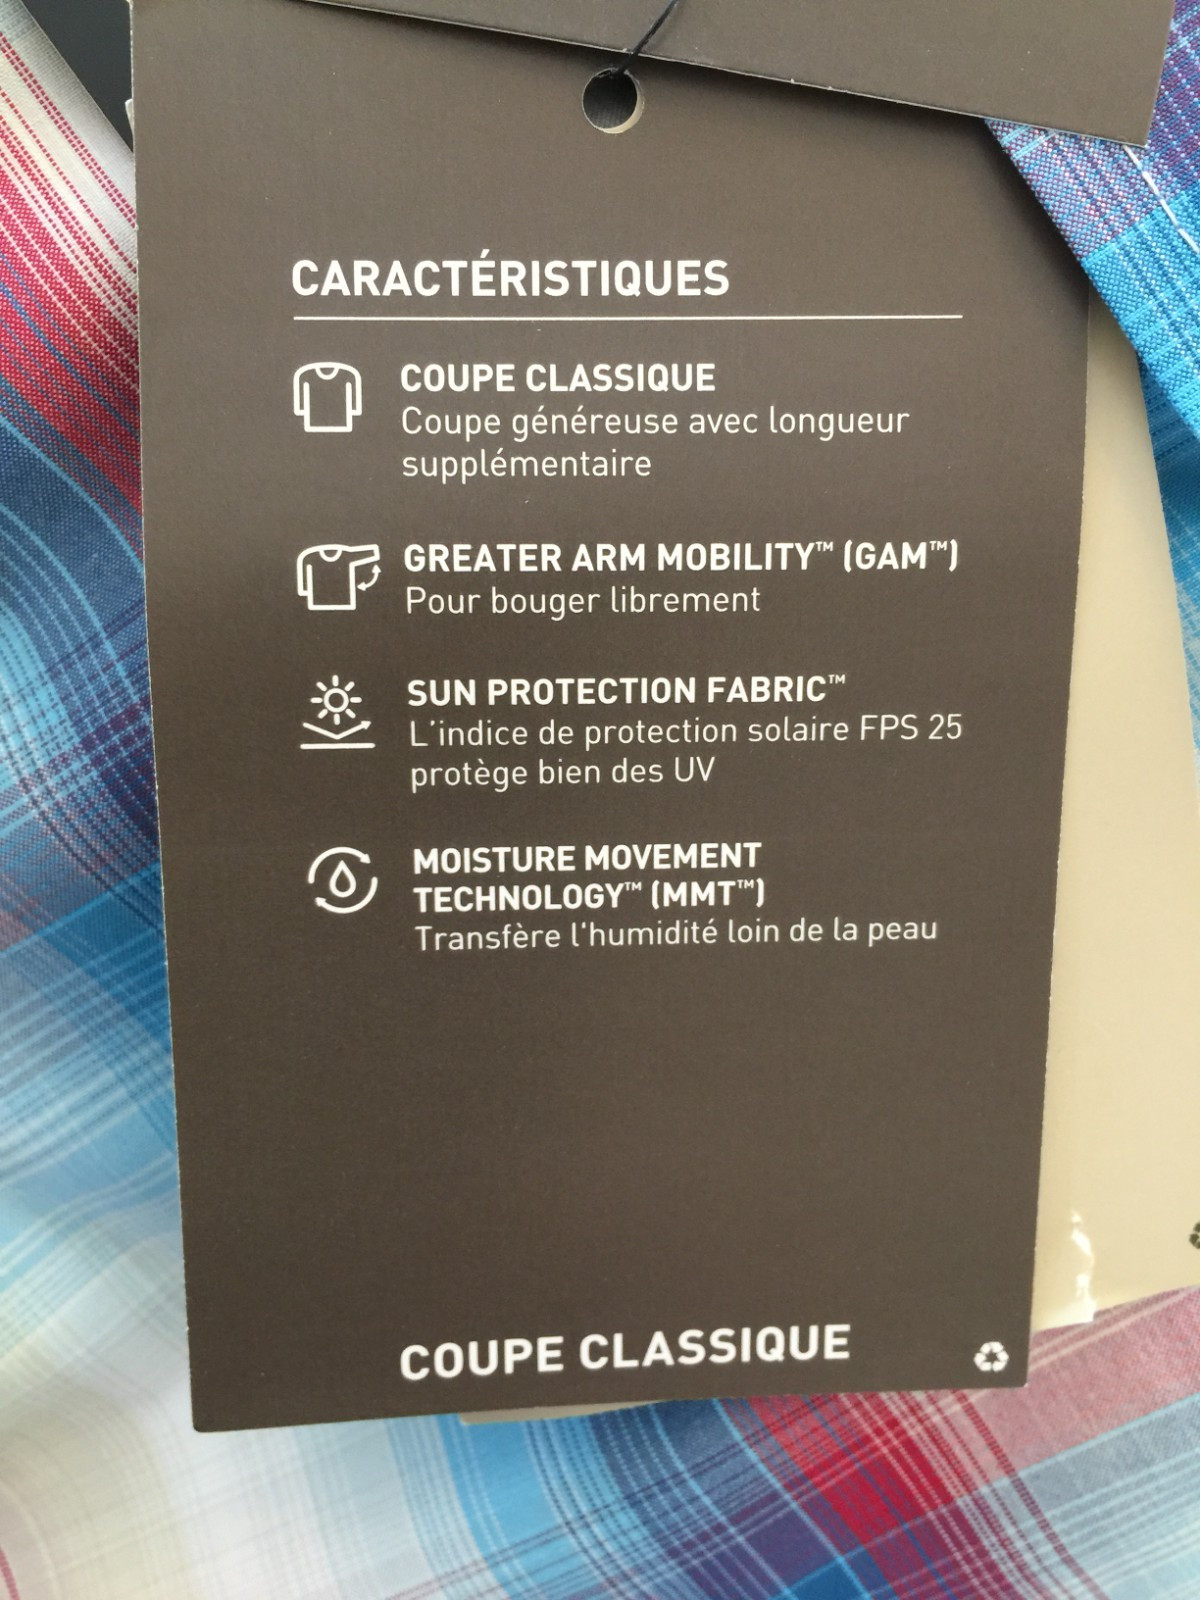 CARACTÉRISTIQUES
COUPE CLASSIQUE
Coupe généreuse avec longueur
supplémentaire
GREATER ARM MOBILITY™ (GAM™)
Pour bouger librement
SUN PROTECTION FABRIC™
L'indice de protection solaire FPS 25
protège bien des UV
MOISTURE MOVEMENT
TECHNOLOGY™ (MMT™)
Transfère l'humidité loin de la peau
COUPE CLASSIQUE